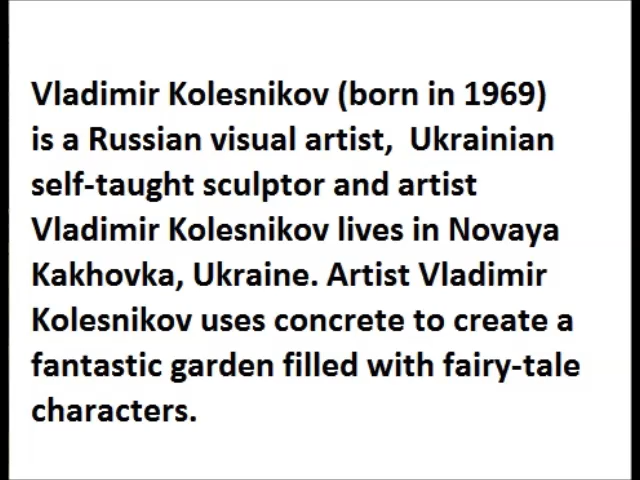 Vladimir Kolesnikov (born in 1969)
is a Russian visual artist,  Ukrainian
self-taught sculptor and artist
Vladimir Kolesnikov lives in Novaya
Kakhovka, Ukraine. Artist Vladimir
Kolesnikov uses concrete to create a
fantastic garden filled with fairy-tale
characters.